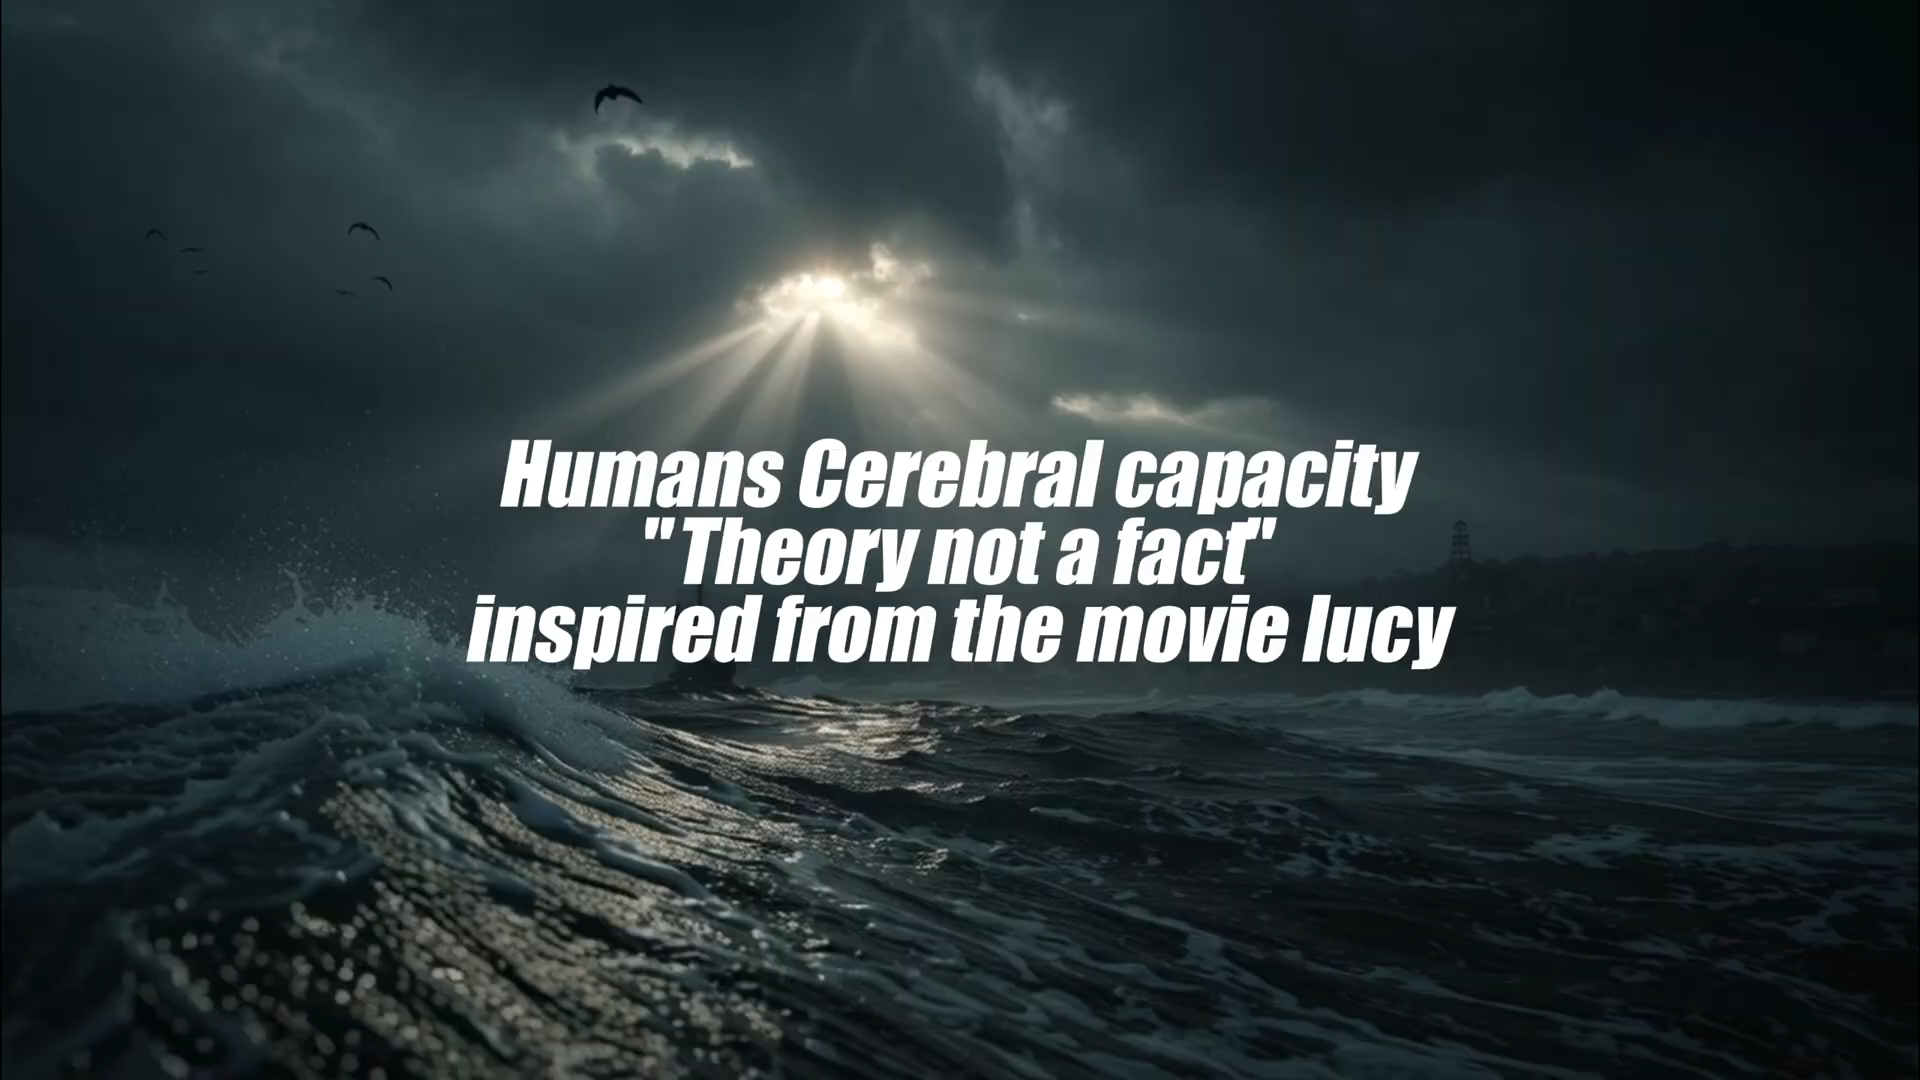 Humans Cerebral capacity
"Theory not a fact"
inspired from the movie lucy